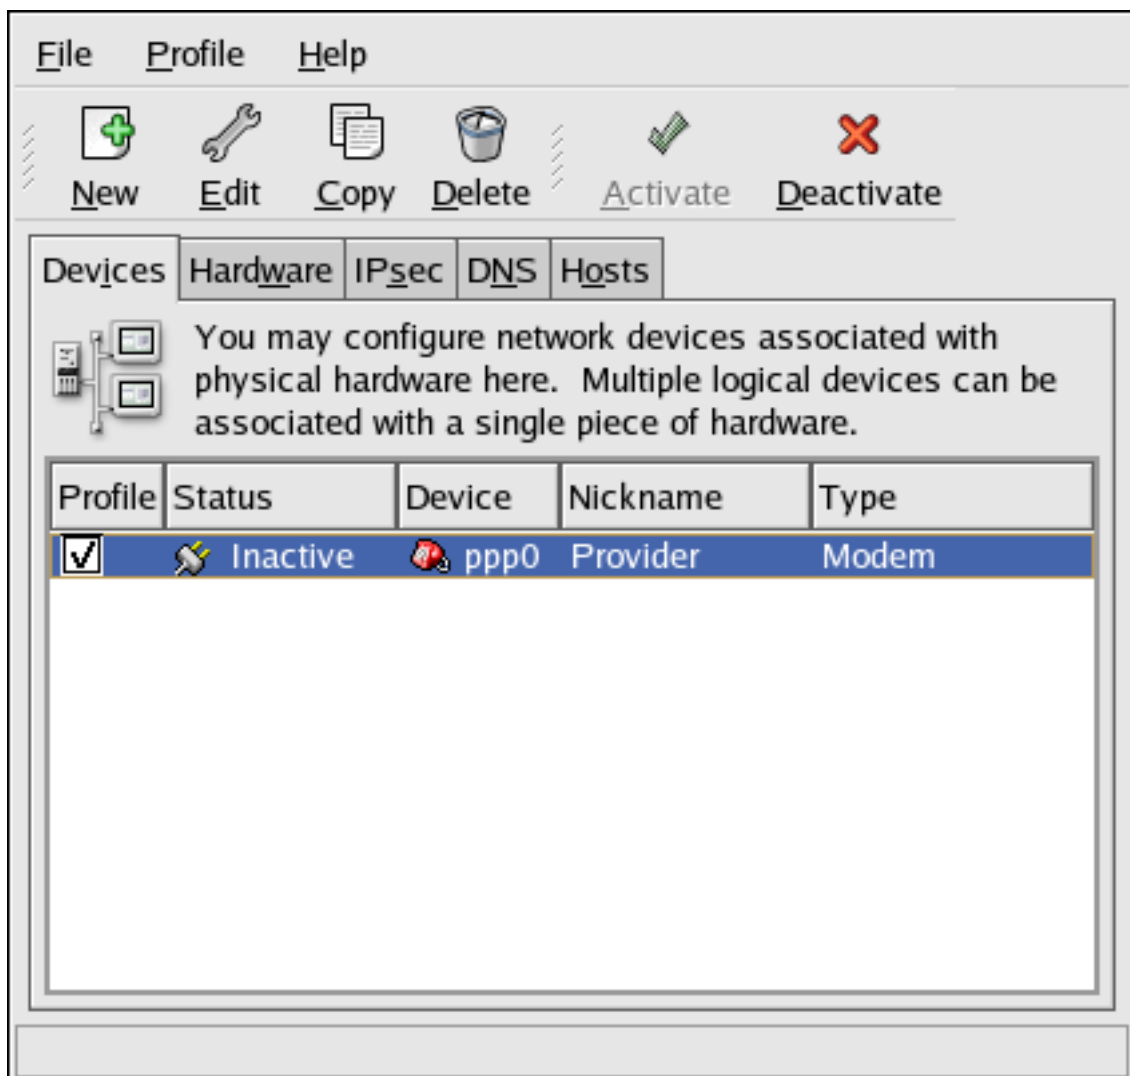 File Profile Help
New Edit Copy Delete Activate Deactivate
Devices Hardware IPsec DNS Hosts
You may configure network devices associated with
physical hardware here.  Multiple logical devices can be
associated with a single piece of hardware.
Profile Status Device Nickname Type
Inactive ppp0 Provider Modem